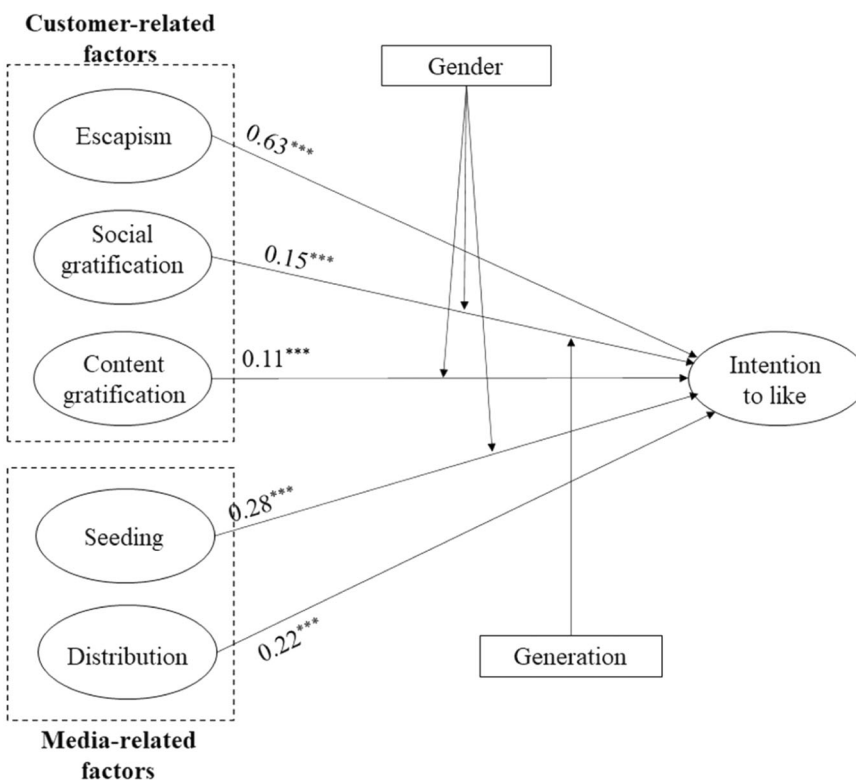 Customer-related
factors
Gender
Escapism
0.63***
Social
gratification
0.15***
Content
gratification
0.11***
Intention
to like
Seeding
0.28***
Distribution
0.22***
Generation
Media-related
factors